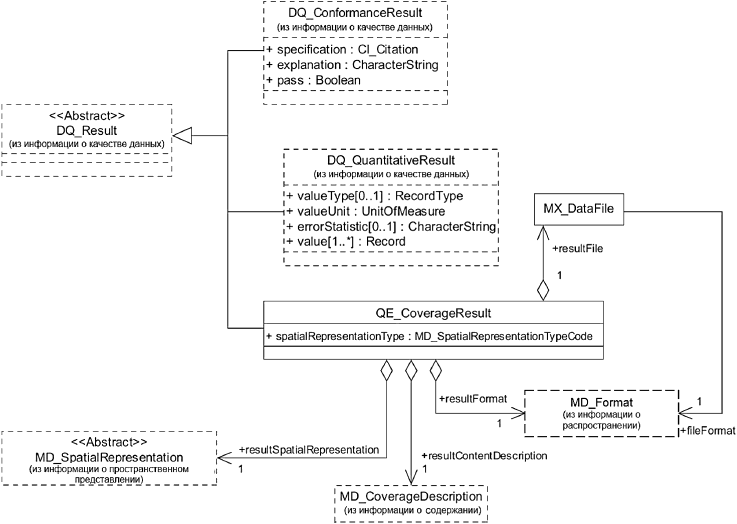 DQ_ConformanceResult
(из информации о качестве данных)
+ specification : CI_Citation
+ explanation : CharacterString
+ pass : Boolean
<<Abstract>>
DQ_Result
(из информации о качестве данных)
DQ_QuantitativeResult
(из информации о качестве данных)
+ valueType[0..1] : RecordType
+ valueUnit : UnitOfMeasure
+ errorStatistic[0..1] : CharacterString
+ value[1..*] : Record
MX_DataFile
+resultFile
1
QE_CoverageResult
+ spatialRepresentationType : MD_SpatialRepresentationTypeCode
+resultFormat
1
MD_Format
(из информации о
распространении)
1
+fileFormat
<<Abstract>>
MD_SpatialRepresentation
(из информации о пространственном
представлении)
+resultSpatialRepresentation
1
+resultContentDescription
1
MD_CoverageDescription
(из информации о содержании)